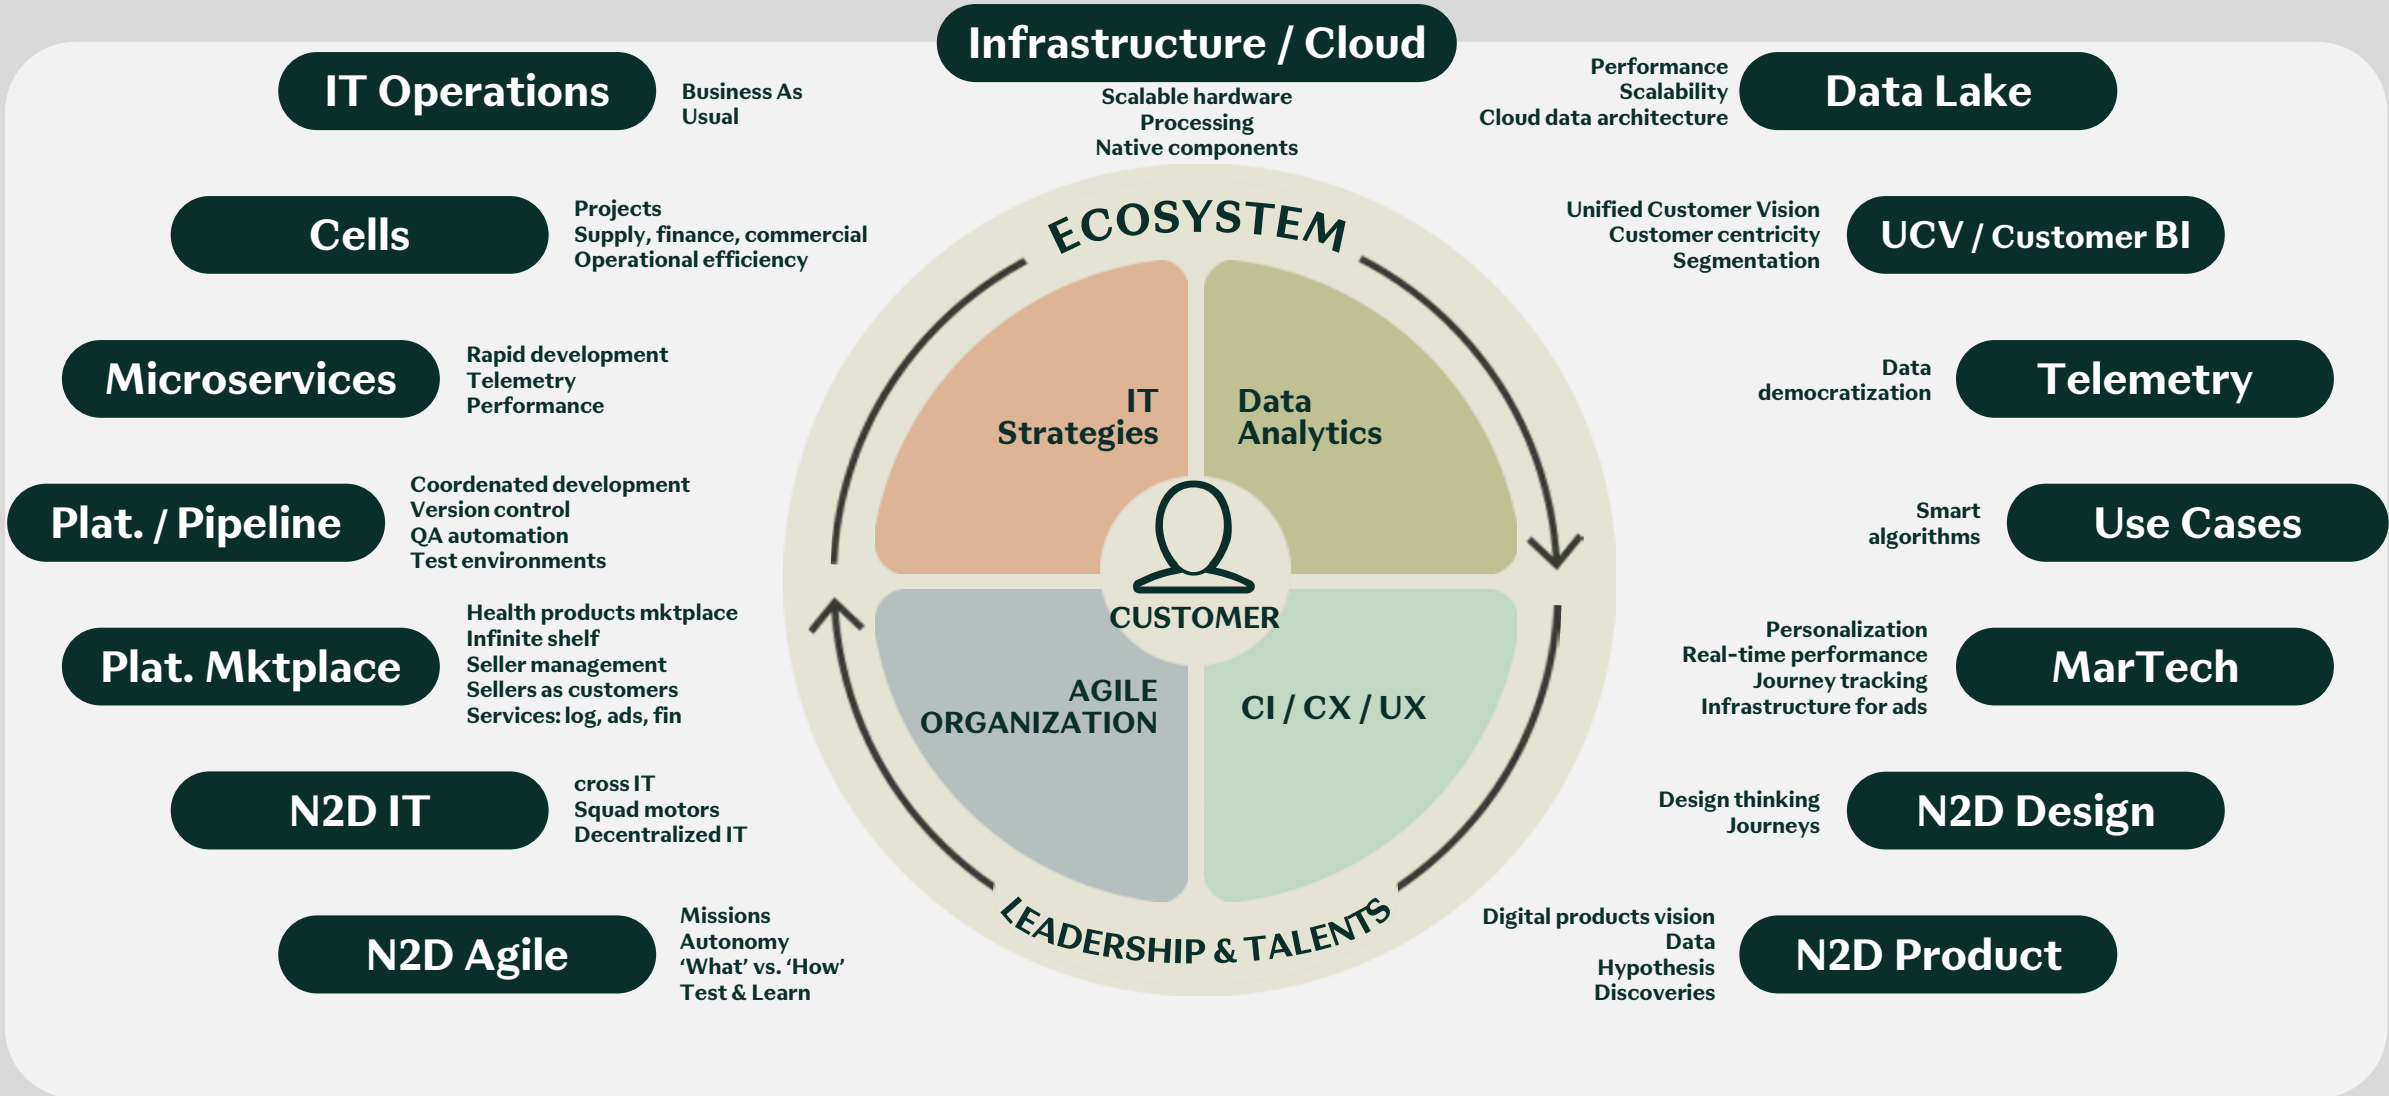 Infrastructure / Cloud
Scalable hardware
Processing
Native components
IT Operations
Business As
Usual
Cells
Projects
Supply, finance, commercial
Operational efficiency
Microservices
Rapid development
Telemetry
Performance
Plat. / Pipeline
Coordenated development
Version control
QA automation
Test environments
Plat. Mktplace
Health products mktplace
Infinite shelf
Seller management
Sellers as customers
Services: log, ads, fin
N2D IT
cross IT
Squad motors
Decentralized IT
N2D Agile
Missions
Autonomy
‘What’ vs. ‘How’
Test & Learn
ECOSYSTEM
IT
Strategies
Data
Analytics
CUSTOMER
AGILE
ORGANIZATION
CI / CX / UX
LEADERSHIP & TALENTS
Performance
Scalability
Cloud data architecture
Data Lake
Unified Customer Vision
Customer centricity
Segmentation
UCV / Customer BI
Data
democratization
Telemetry
Smart
algorithms
Use Cases
Personalization
Real-time performance
Journey tracking
Infrastructure for ads
MarTech
Design thinking
Journeys
N2D Design
Digital products vision
Data
Hypothesis
Discoveries
N2D Product